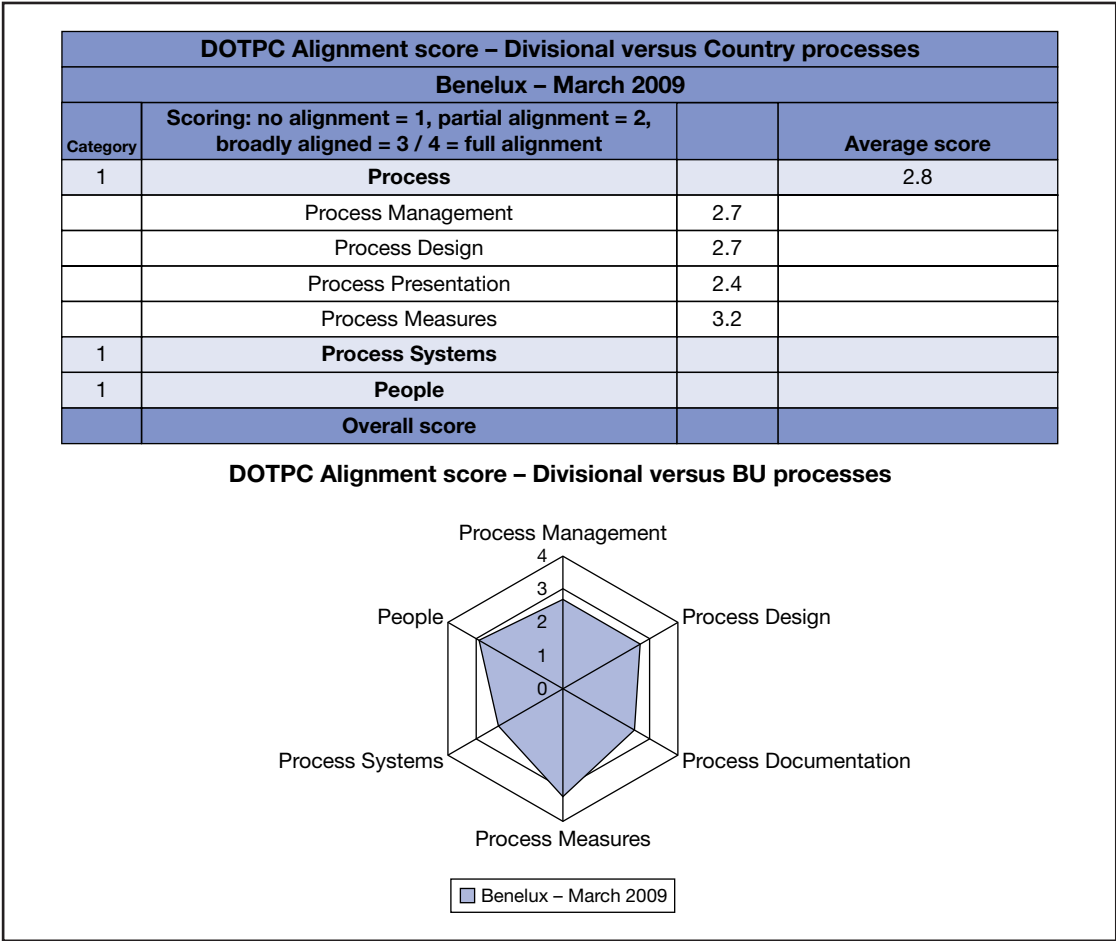 DOTPC Alignment score – Divisional versus Country processes
Benelux – March 2009
Category
Scoring: no alignment = 1, partial alignment = 2,
broadly aligned = 3 / 4 = full alignment
Average score
1 Process 2.8
Process Management 2.7
Process Design 2.7
Process Presentation 2.4
Process Measures 3.2
1 Process Systems
1 People
Overall score
DOTPC Alignment score – Divisional versus BU processes
Process Management
4
3
People
2
Process Design
1
0
Process Systems
Process Documentation
Process Measures
Benelux – March 2009